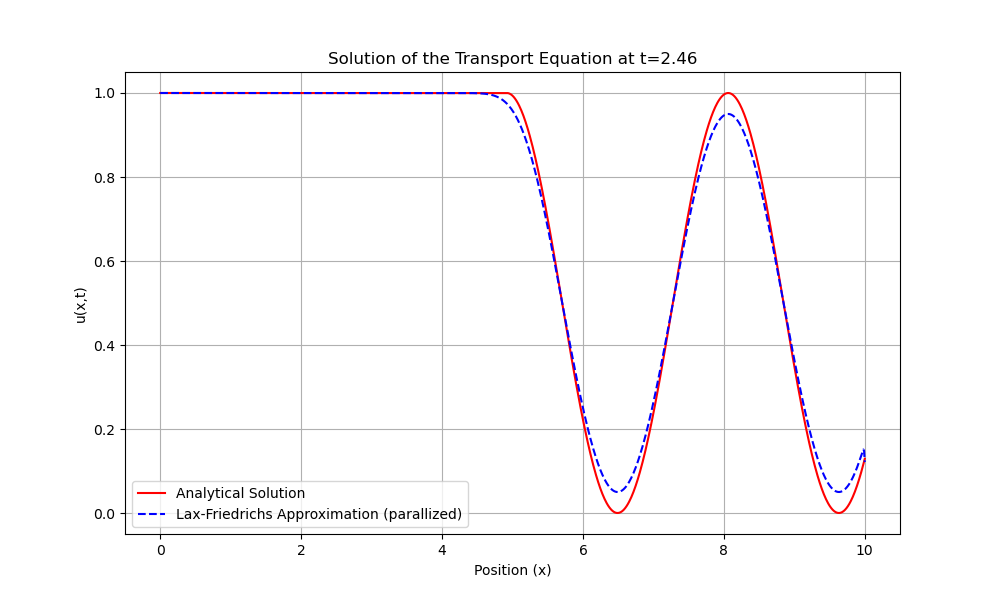 Solution of the Transport Equation at t=2.46
u(x,t)
1.0
0.8
0.6
0.4
0.2
0.0
Analytical Solution
Lax-Friedrichs Approximation (parallized)
0 2 4 6 8 10
Position (x)